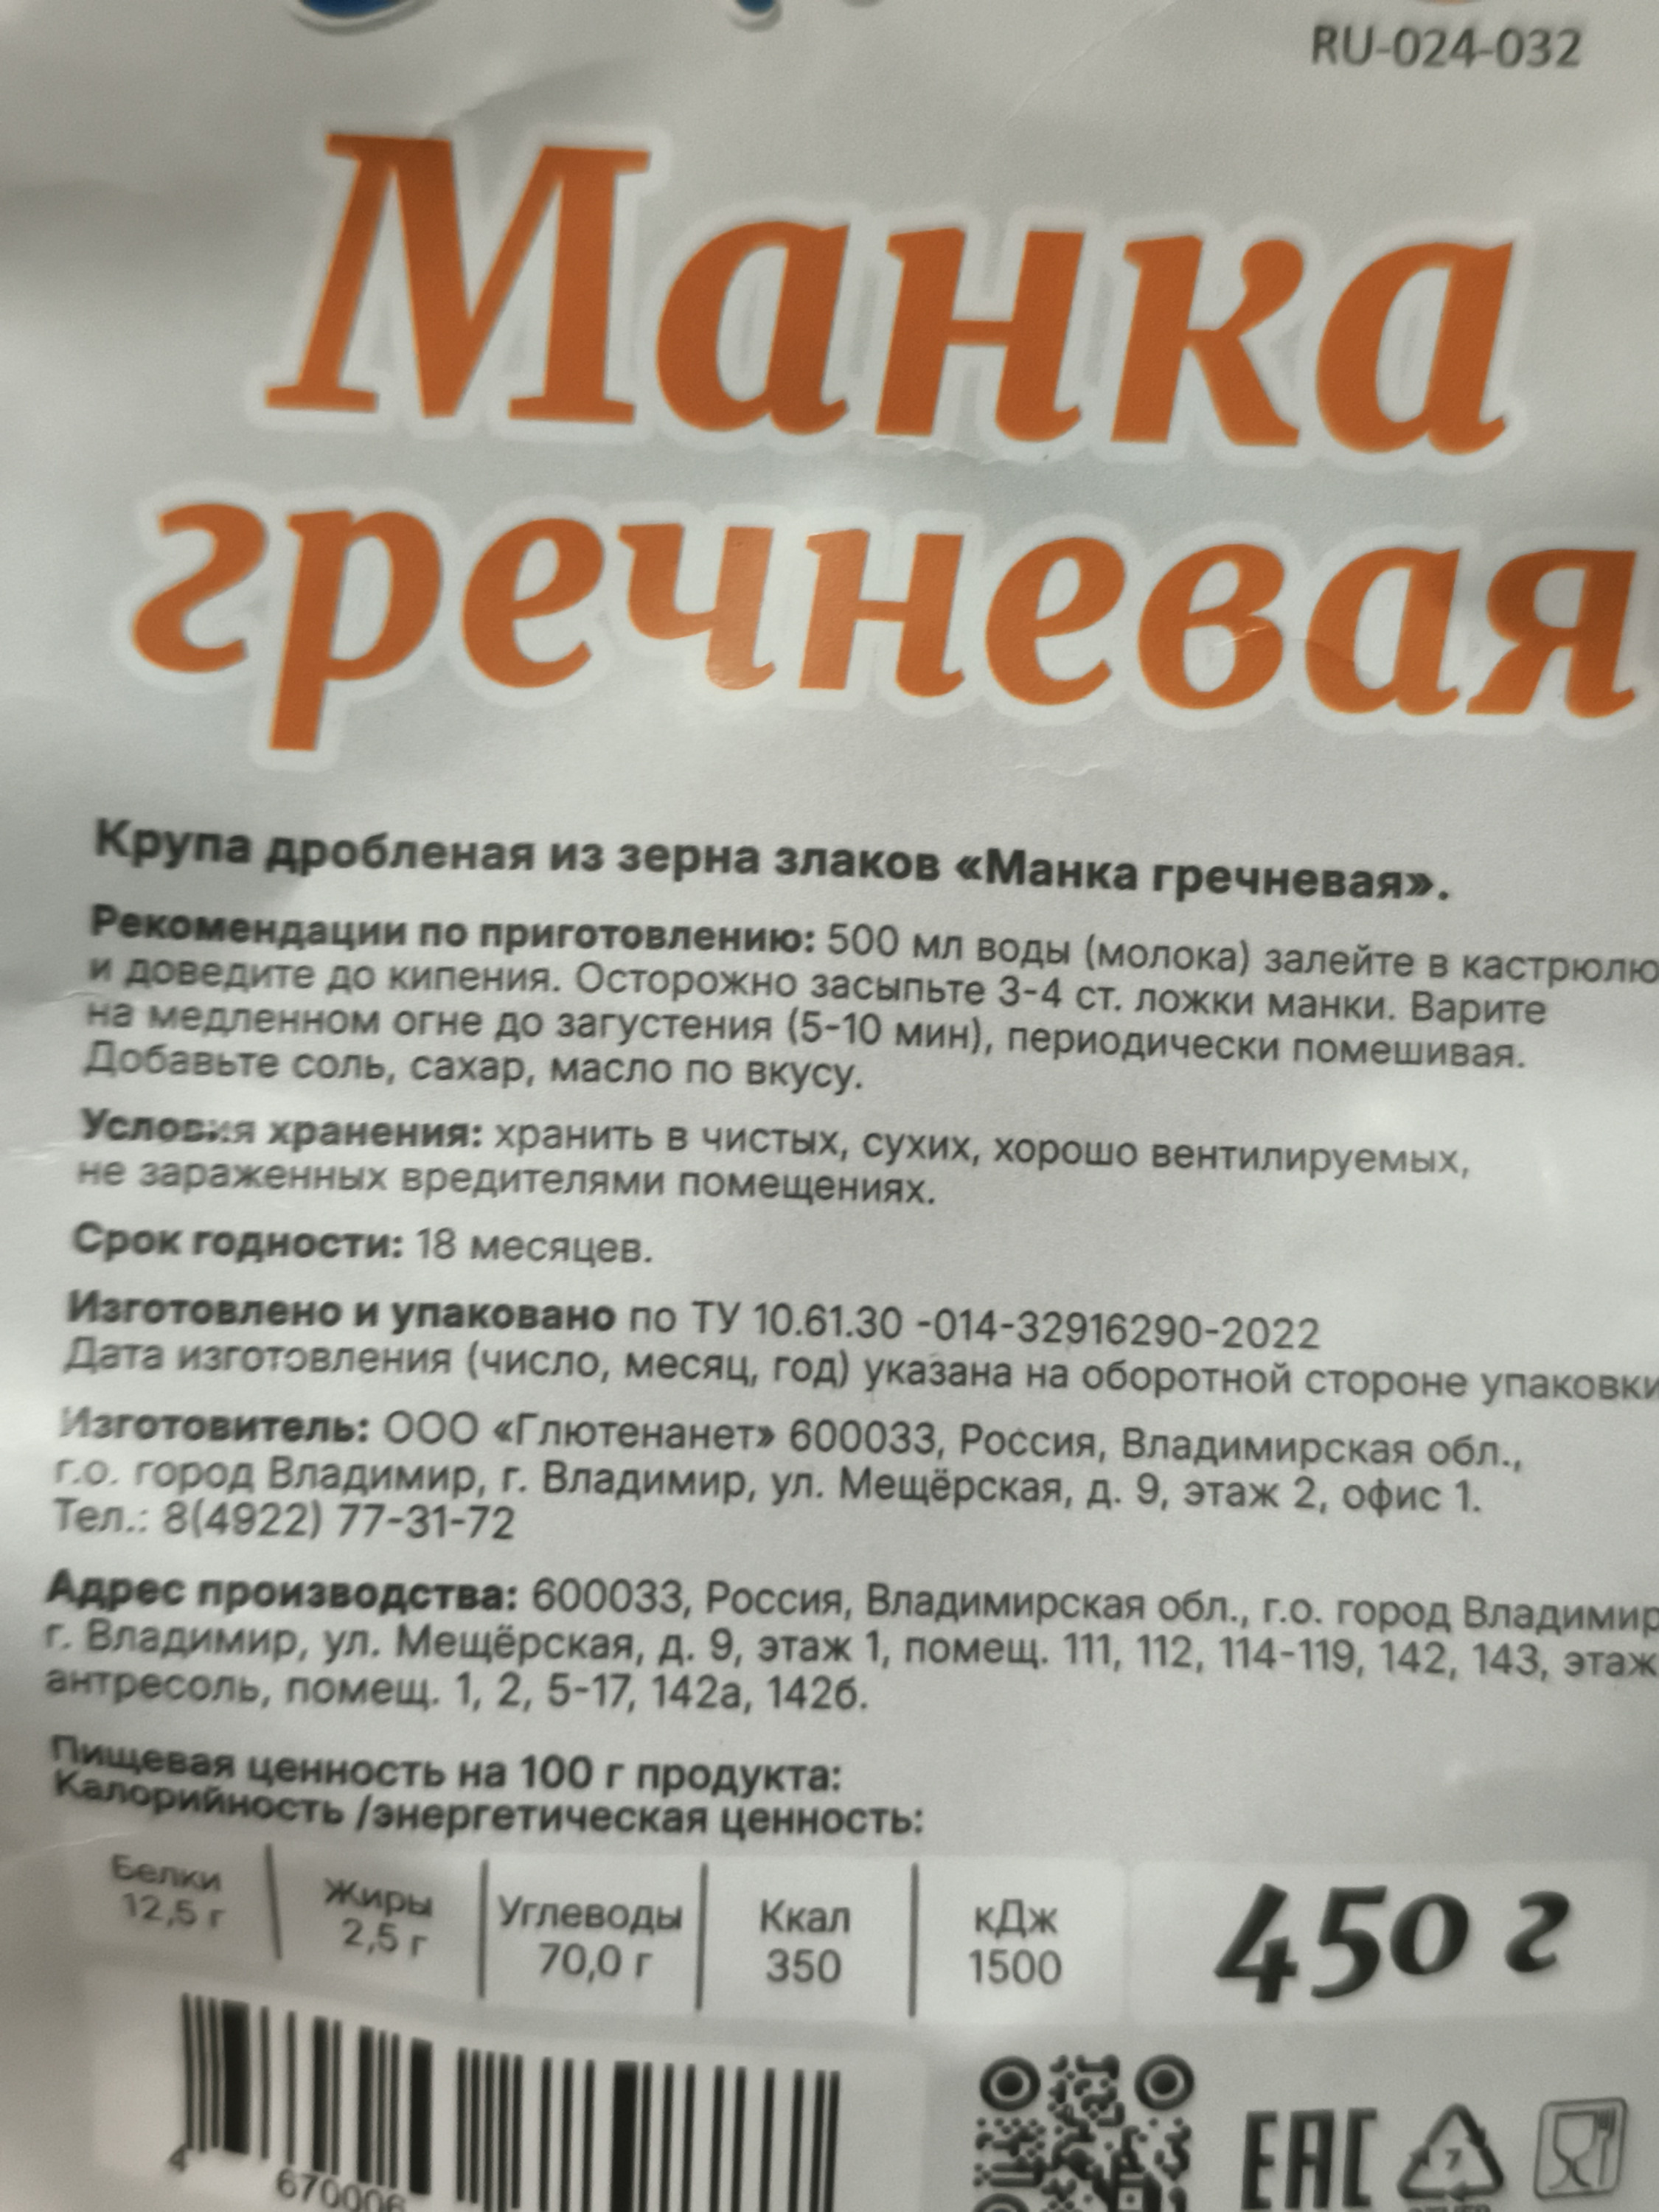 RU-024-032
Манка
гречневая
Крупа дробленая из зерна злаков «Манка гречневая».
Рекомендации по приготовлению: 500 мл воды (молока) залейте в кастрюлю
и доведите до кипения. Осторожно засыпьте 3-4 ст. ложки манки. Варите
на медленном огне до загустения (5-10 мин), периодически помешивая.
Добавьте соль, сахар, масло по вкусу.
Условия хранения: хранить в чистых, сухих, хорошо вентилируемых,
не зараженных вредителями помещениях.
Срок годности: 18 месяцев.
Изготовлено и упаковано по ТУ 10.61.30 -014-32916290-2022
Дата изготовления (число, месяц, год) указана на оборотной стороне упаковки
Изготовитель: ООО «Глютенанет» 600033, Россия, Владимирская обл.,
г.о. город Владимир, г. Владимир, ул. Мещёрская, д. 9, этаж 2, офис 1.
Тел.: 8(4922) 77-31-72
Адрес производства: 600033, Россия, Владимирская обл., г.о. город Владимир
г. Владимир, ул. Мещёрская, д. 9, этаж 1, помещ. 111, 112, 114-119, 142, 143, этаж
антресоль, помещ. 1, 2, 5-17, 142а, 142б.
Пищевая ценность на 100 г продукта:
Калорийность /энергетическая ценность:
Белки Жиры Углеводы Ккал кДж
12,5 г 2,5 г 70,0 г 350 1500
450 г
4 670006
EAC 7